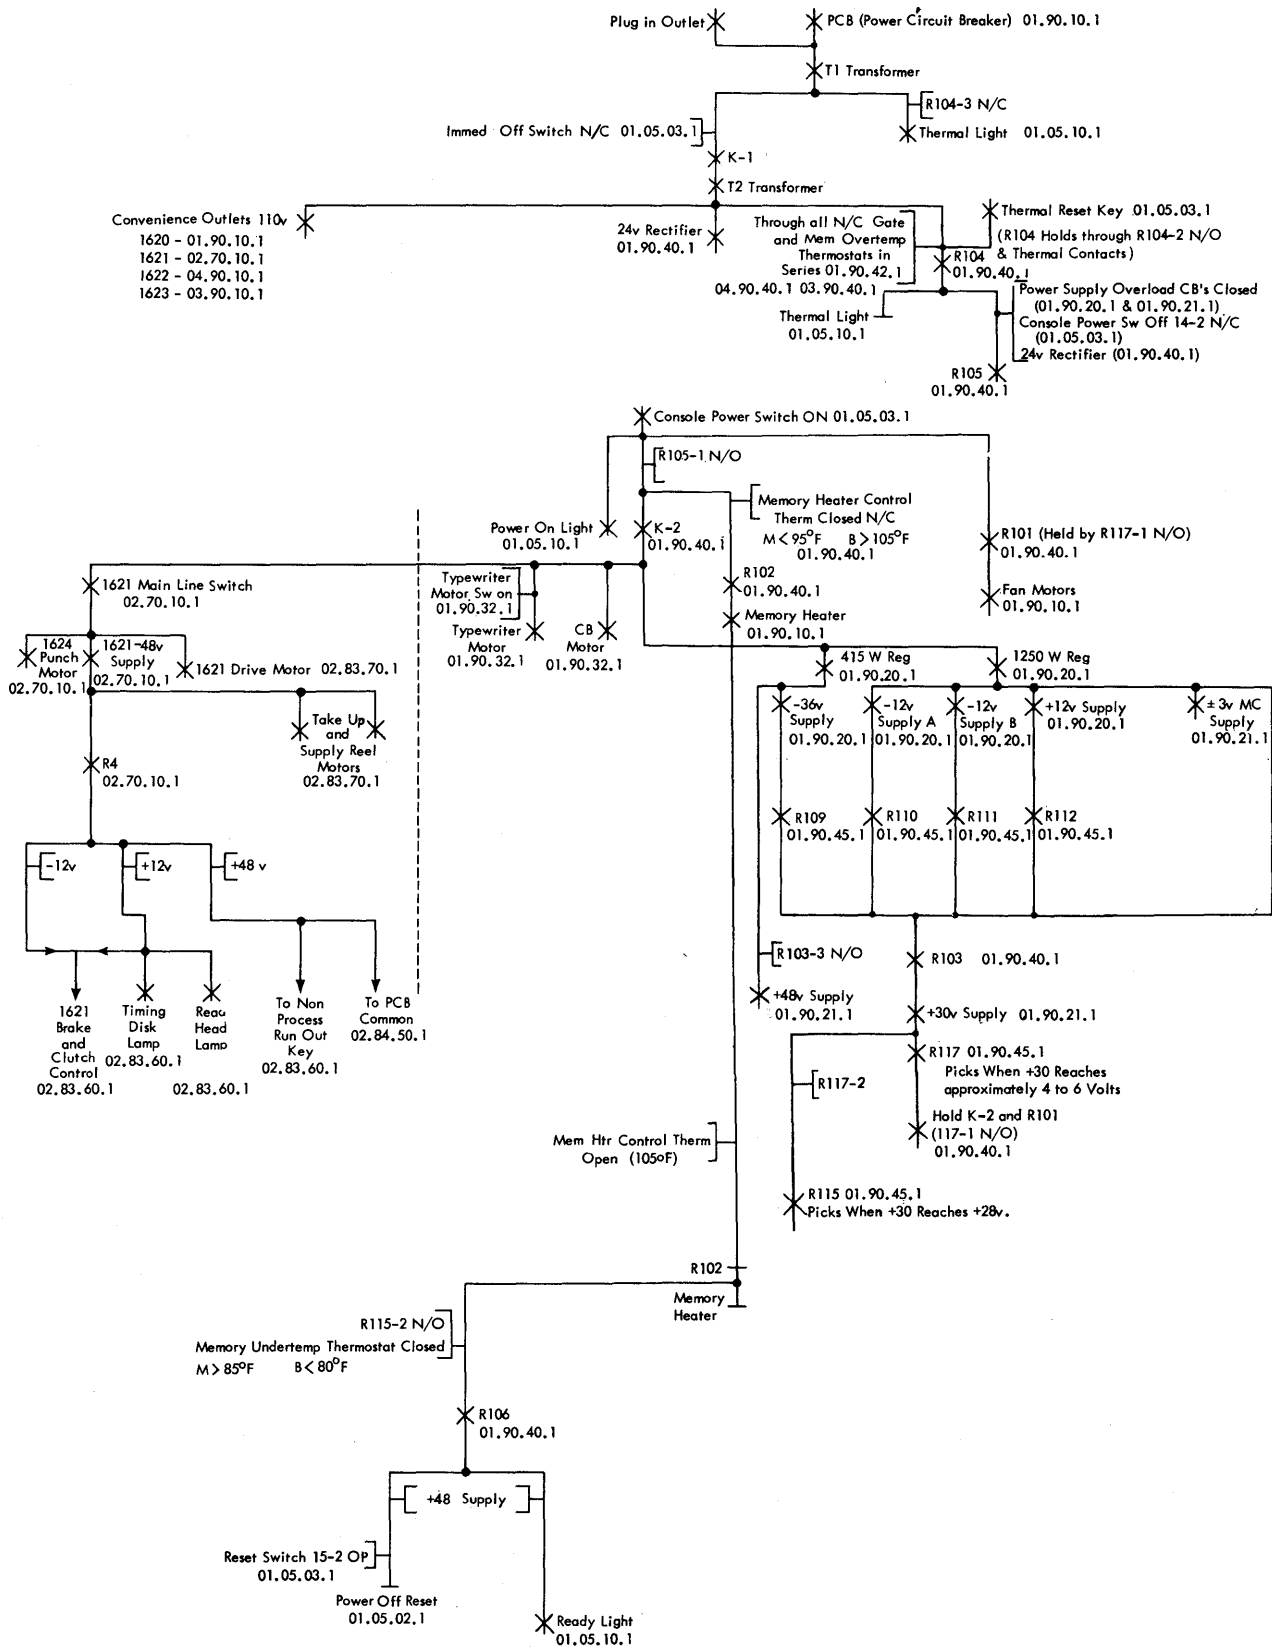 Plug in Outlet
PCB (Power Circuit Breaker) 01.90.10.1
T1 Transformer
R104-3 N/C
Immed Off Switch N/C 01.05.03.1
Thermal Light 01.05.10.1
K-1
T2 Transformer
Convenience Outlets 110v
1620 - 01.90.10.1
1621 - 02.70.10.1
1622 - 04.90.10.1
1623 - 03.90.10.1
24v Rectifier
01.90.40.1
Through all N/C Gate
and Mem Overtemp
Thermostats in
Series 01.90.42.1
04.90.40.1 03.90.40.1
Thermal Reset Key 01.05.03.1
(R104 Holds through R104-2 N/O
& Thermal Contacts)
R104
01.90.40.1
Thermal Light
01.05.10.1
Power Supply Overload CB's Closed
(01.90.20.1 & 01.90.21.1)
Console Power Sw Off 14-2 N/C
(01.05.03.1)
24v Rectifier (01.90.40.1)
R105
01.90.40.1
Console Power Switch ON 01.05.03.1
R105-1 N/O
Power On Light
01.05.10.1
K-2
01.90.40.1
Memory Heater Control
Therm Closed N/C
M < 95°F B > 105°F
01.90.40.1
R101 (Held by R117-1 N/O)
01.90.40.1
Fan Motors
01.90.10.1
R102
01.90.40.1
Memory Heater
01.90.10.1
1621 Main Line Switch
02.70.10.1
Typewriter
Motor Sw on
01.90.32.1
Typewriter
Motor
01.90.32.1
CB
Motor
01.90.32.1
1624
Punch
Motor
02.70.10.1
1621-48v
Supply
02.70.10.1
1621 Drive Motor 02.83.70.1
Take Up
and
Supply Reel
Motors
02.83.70.1
R4
02.70.10.1
415 W Reg
01.90.20.1
1250 W Reg
01.90.20.1
-36v
Supply
01.90.20.1
-12v
Supply A
01.90.20.1
-12v
Supply B
01.90.20.1
+12v Supply
01.90.20.1
±3v MC
Supply
01.90.21.1
R109
01.90.45.1
R110
01.90.45.1
R111
01.90.45.1
R112
01.90.45.1
-12v
+12v
+48 v
1621
Brake
and
Clutch
Control
02.83.60.1
Timing
Disk
Lamp
02.83.60.1
Read
Head
Lamp
02.83.60.1
To Non
Process
Run Out
Key
02.83.60.1
To PCB
Common
02.84.50.1
R103-3 N/O
+48v Supply
01.90.21.1
R103 01.90.40.1
+30v Supply 01.90.21.1
R117 01.90.45.1
Picks When +30 Reaches
approximately 4 to 6 Volts
R117-2
Hold K-2 and R101
(117-1 N/O)
01.90.40.1
Mem Htr Control Therm
Open (105°F)
R115 01.90.45.1
Picks When +30 Reaches +28v.
R102
Memory
Heater
R115-2 N/O
Memory Undertemp Thermostat Closed
M > 85°F B < 80°F
R106
01.90.40.1
+48 Supply
Reset Switch 15-2 OP
01.05.03.1
Power Off Reset
01.05.02.1
Ready Light
01.05.10.1